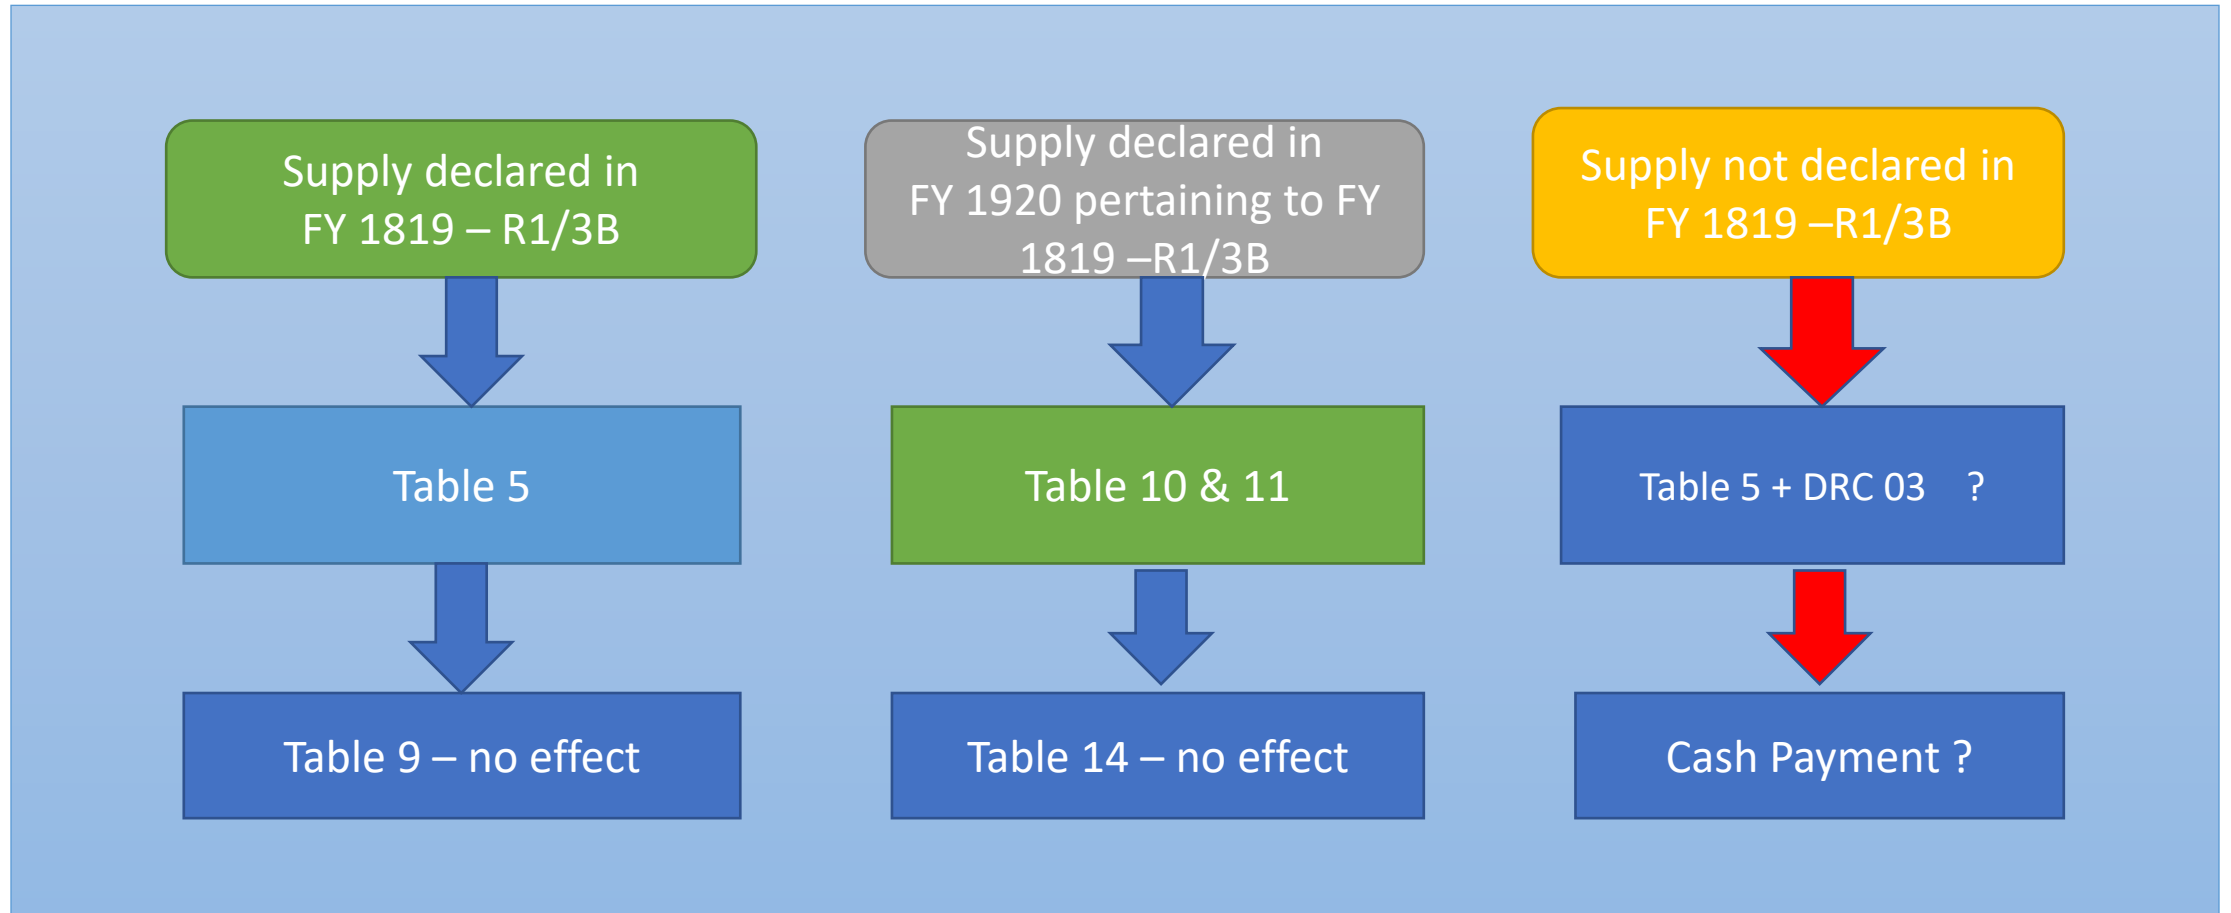 Supply declared in
FY 1819 – R1/3B
Supply declared in
FY 1920 pertaining to FY
1819 –R1/3B
Supply not declared in
FY 1819 –R1/3B
Table 5
Table 10 & 11
Table 5 + DRC 03 ?
Table 9 – no effect
Table 14 – no effect
Cash Payment ?